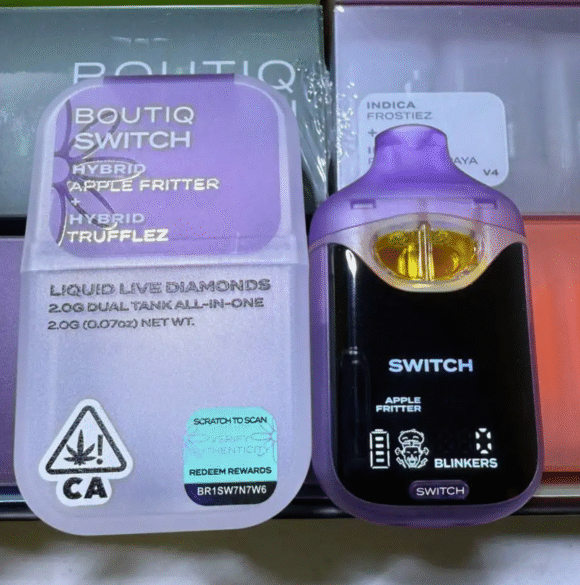 BOUTIQ
INDICA
FROSTIEZ
+
V4
BOUTIQ
SWITCH
HYBRID
APPLE FRITTER
+
HYBRID
TRUFFLEZ
LIQUID LIVE DIAMONDS
2.0G DUAL TANK ALL-IN-ONE
2.0G (0.07oz) NET WT.
CA
SCRATCH TO SCAN
VERIFY
AUTHENTICITY
REDEEM REWARDS
BR1SW7N7W6
SWITCH
APPLE
FRITTER
0
BLINKERS
SWITCH